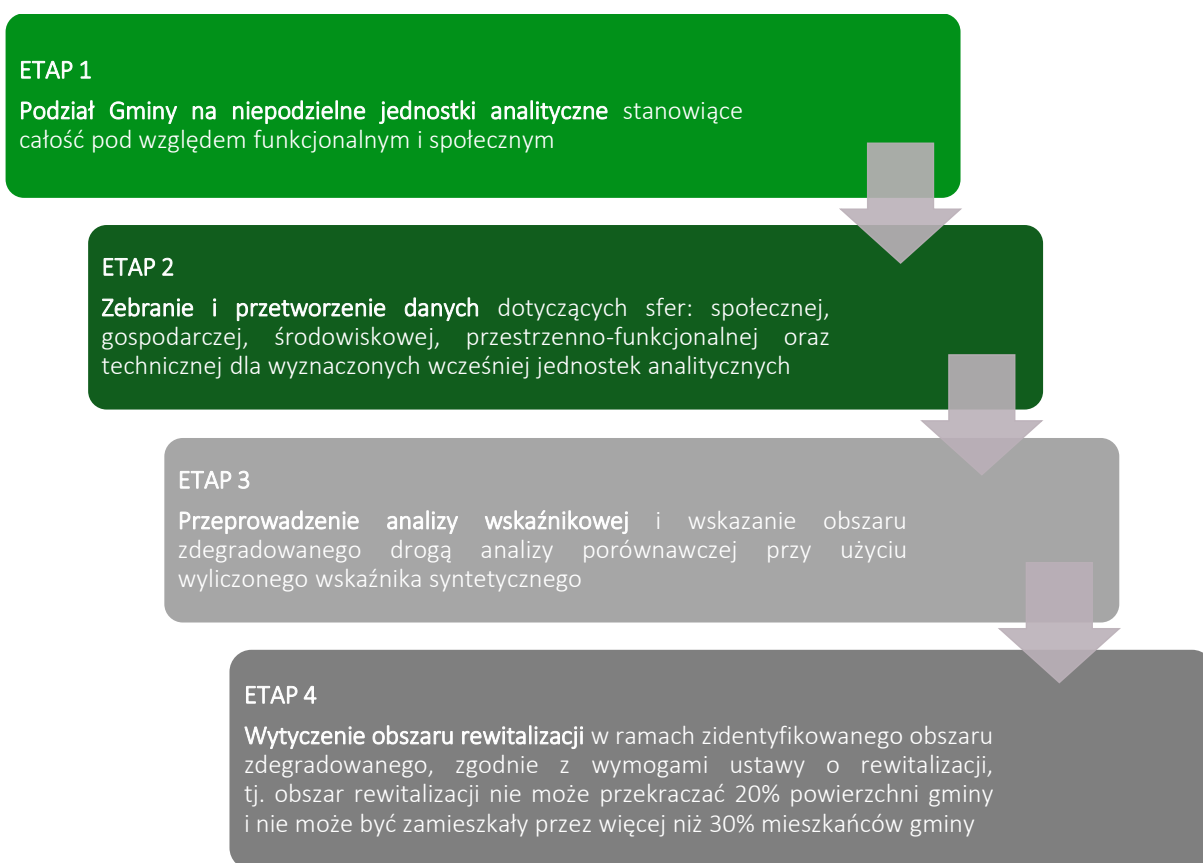 ETAP 1
Podział Gminy na niepodzielne jednostki analityczne stanowiące
całość pod względem funkcjonalnym i społecznym
ETAP 2
Zebranie i przetworzenie danych dotyczących sfer: społecznej,
gospodarczej, środowiskowej, przestrzenno-funkcjonalnej oraz
technicznej dla wyznaczonych wcześniej jednostek analitycznych
ETAP 3
Przeprowadzenie analizy wskaźnikowej i wskazanie obszaru
zdegradowanego drogą analizy porównawczej przy użyciu
wyliczonego wskaźnika syntetycznego
ETAP 4
Wytyczenie obszaru rewitalizacji w ramach zidentyfikowanego obszaru
zdegradowanego, zgodnie z wymogami ustawy o rewitalizacji,
tj. obszar rewitalizacji nie może przekraczać 20% powierzchni gminy
i nie może być zamieszkały przez więcej niż 30% mieszkańców gminy